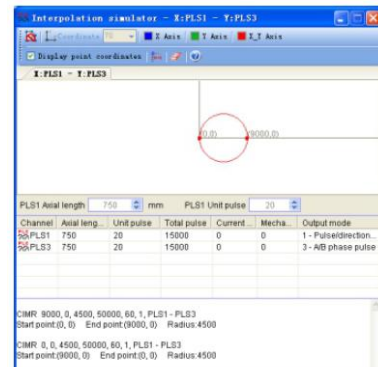 Interpolation simulator - X:PLS1 - Y:PLS3
Coordinate X Axis Y Axis X_Y Axis
Display point coordinates
X:PLS1 - Y:PLS3
(0,0) (9000,0)
PLS1 Axial length 750 mm PLS1 Unit pulse 20
Channel Axial leng... Unit pulse Total pulse Current... Mecha... Output mode
PLS1 750 20 15000 0 0 1 - Pulse/direction...
PLS3 750 20 15000 0 0 3 - A/B phase pulse
CIMR 9000, 0, 4500, 50000, 60, 1, PLS1 - PLS3
Start point:(0, 0) End point:(9000, 0) Radius:4500
CIMR 0, 0, 4500, 50000, 60, 1, PLS1 - PLS3
Start point:(9000, 0) End point:(0, 0) Radius:4500